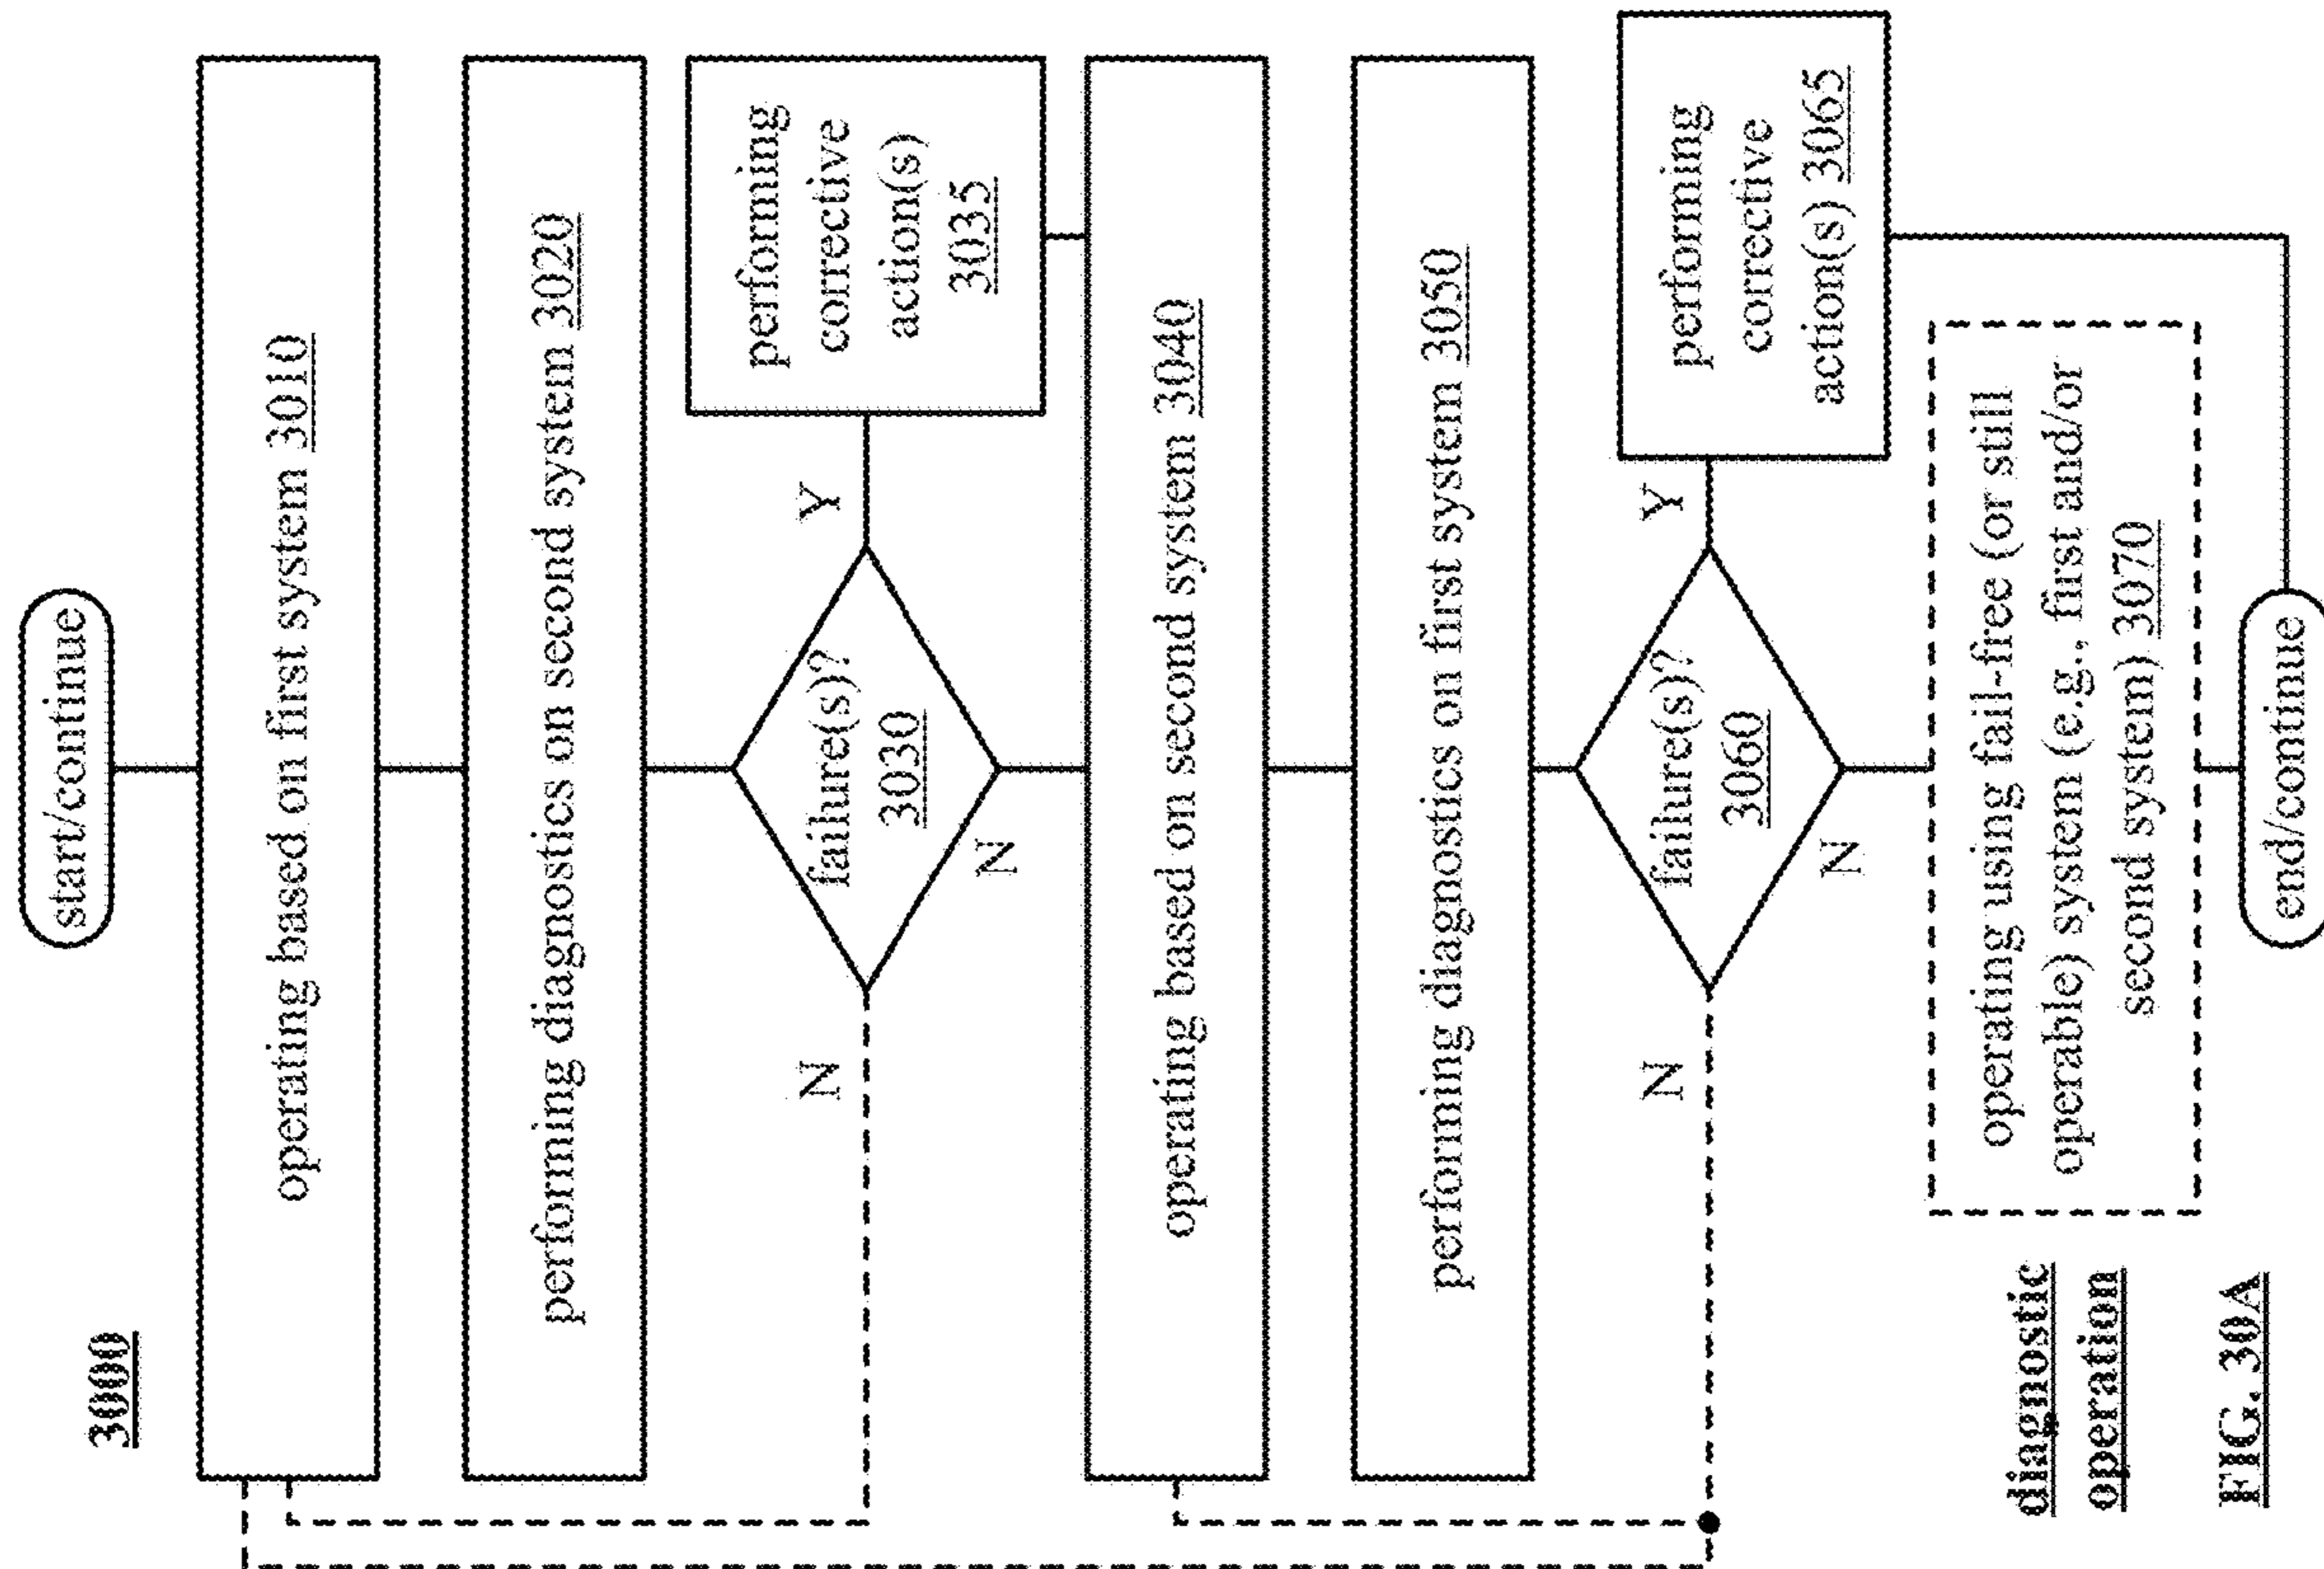 3000
start/continue
operating based on first system 3010
performing diagnostics on second system 3020
failure(s)?
3030
Y
N
N
performing
corrective
action(s)
3035
operating based on second system 3040
performing diagnostics on first system 3050
failure(s)?
3060
Y
N
N
performing
corrective
action(s) 3065
operating using fail-free (or still
operable) system (e.g., first and/or
second system) 3070
end/continue
diagnostic
operation
FIG. 30A